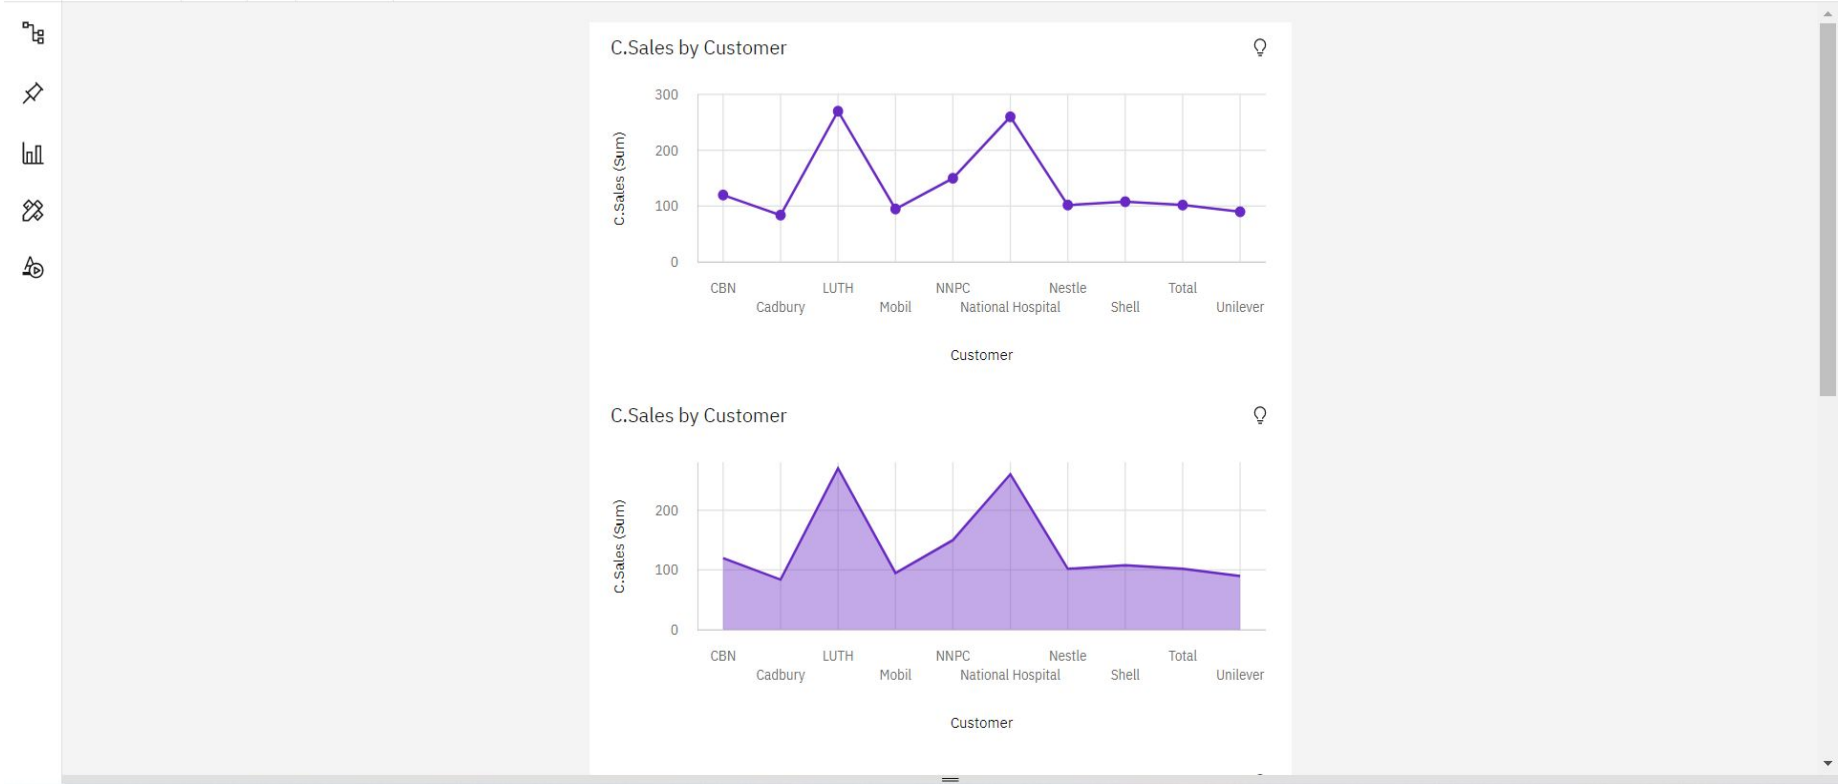 C.Sales by Customer
300
200
100
0
C.Sales (Sum)
CBN
LUTH
NNPC
Nestle
Total
Cadbury
Mobil
National Hospital
Shell
Unilever
Customer
C.Sales by Customer
200
100
0
C.Sales (Sum)
CBN
LUTH
NNPC
Nestle
Total
Cadbury
Mobil
National Hospital
Shell
Unilever
Customer